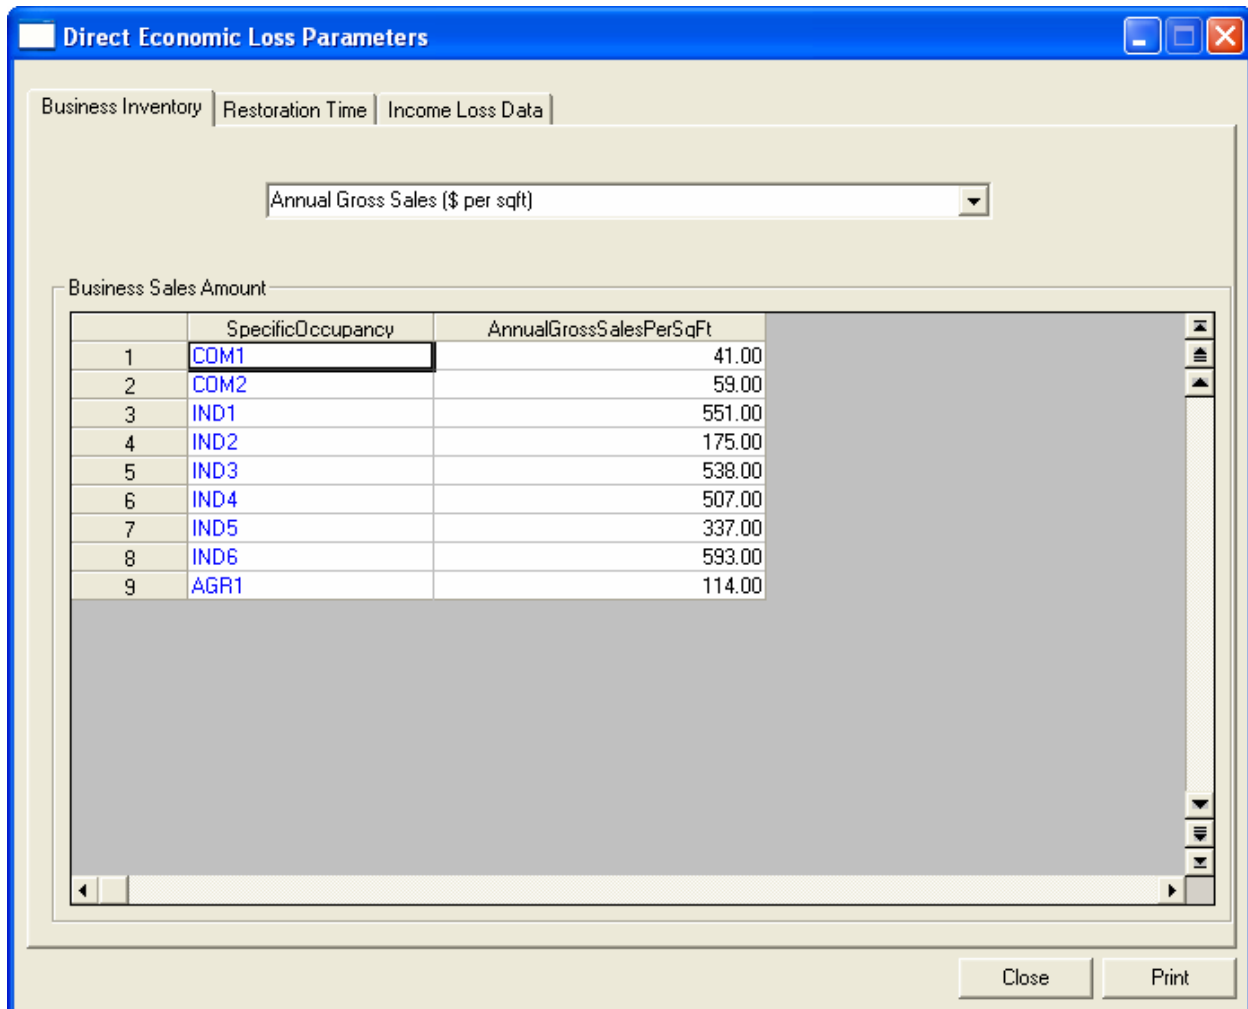 Direct Economic Loss Parameters
Business Inventory Restoration Time Income Loss Data
Annual Gross Sales ($ per sqft)
Business Sales Amount
SpecificOccupancy AnnualGrossSalesPerSqFt
1 COM1 41.00
2 COM2 59.00
3 IND1 551.00
4 IND2 175.00
5 IND3 538.00
6 IND4 507.00
7 IND5 337.00
8 IND6 593.00
9 AGR1 114.00
Close Print